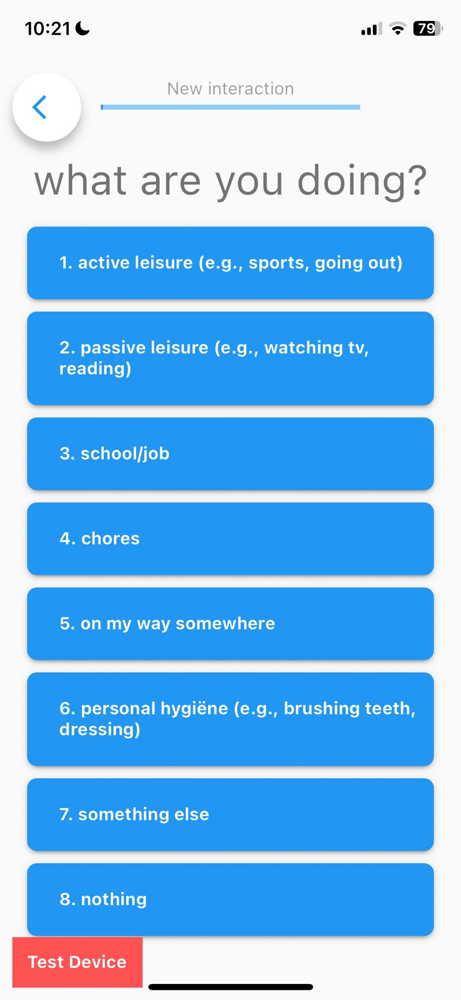 10:21
79
New interaction
what are you doing?
1. active leisure (e.g., sports, going out)
2. passive leisure (e.g., watching tv,
reading)
3. school/job
4. chores
5. on my way somewhere
6. personal hygiëne (e.g., brushing teeth,
dressing)
7. something else
8. nothing
Test Device